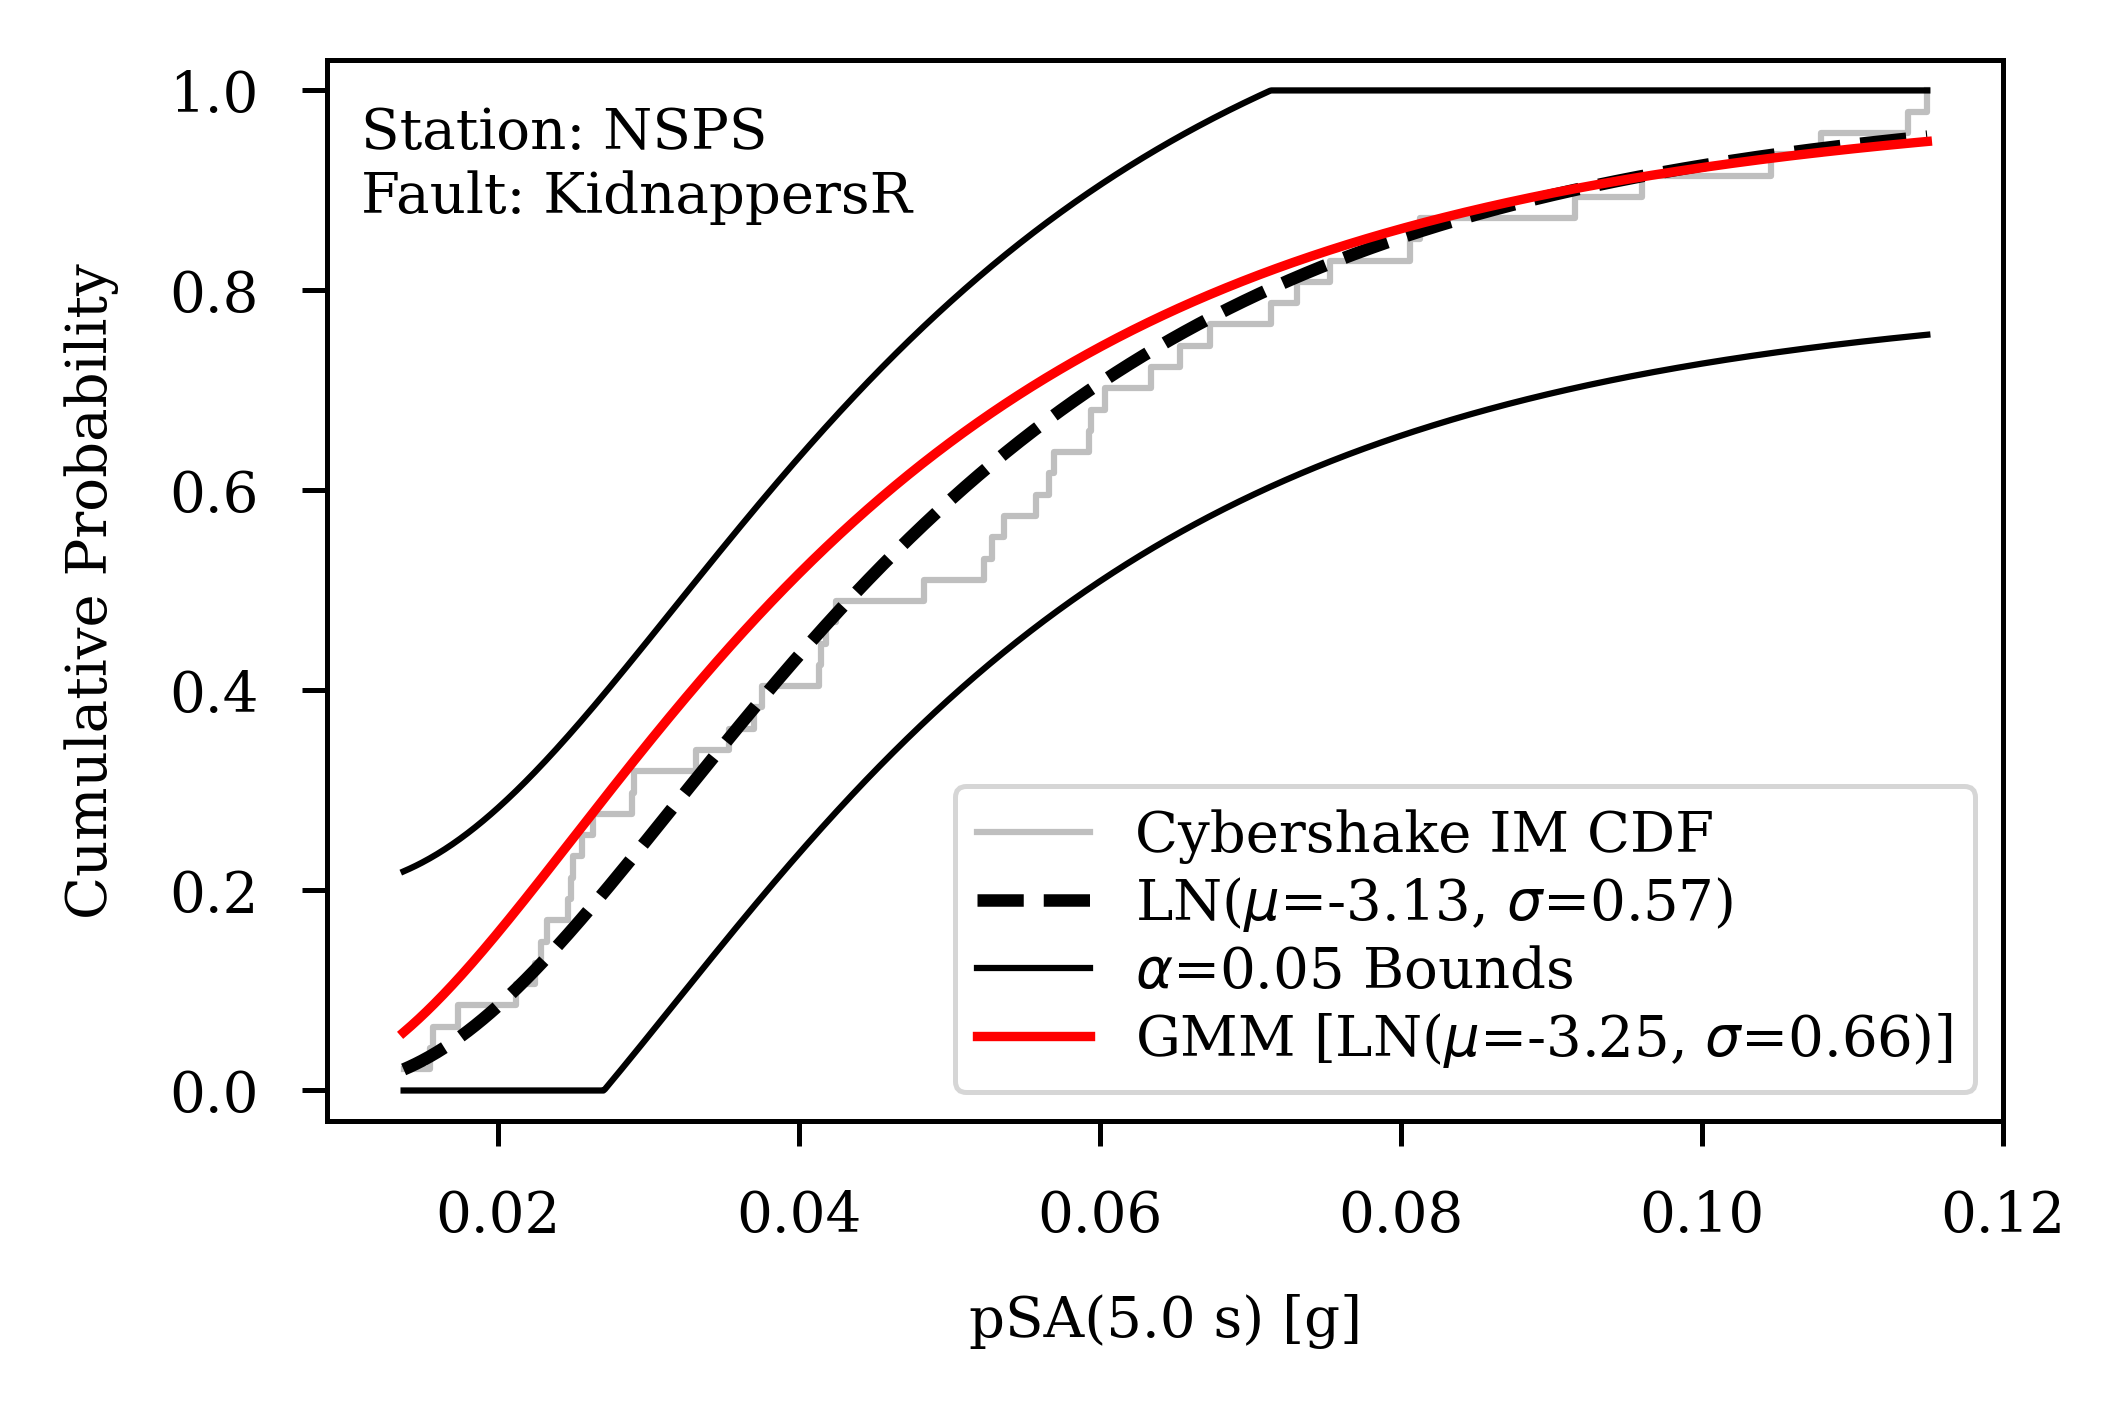 Station: NSPS
Fault: KidnappersR
1.0
0.8
0.6
0.4
0.2
0.0
Cumulative Probability
Cybershake IM CDF
LN(μ=-3.13, σ=0.57)
α=0.05 Bounds
GMM [LN(μ=-3.25, σ=0.66)]
0.02 0.04 0.06 0.08 0.10 0.12
pSA(5.0 s) [g]